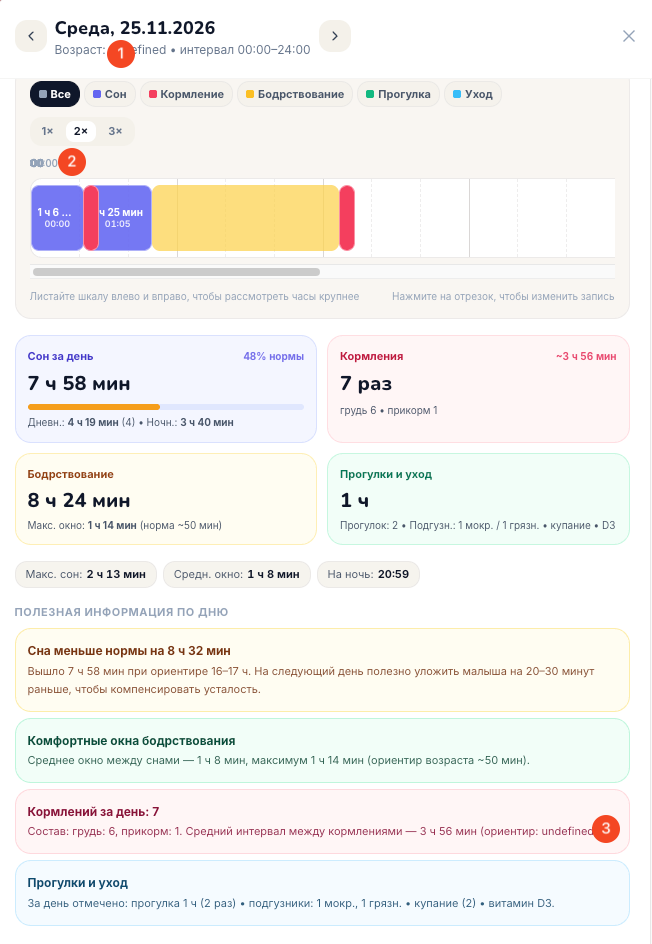 Среда, 25.11.2026
Возраст: efined • интервал 00:00–24:00
1
Все
Сон
Кормление
Бодрствование
Прогулка
Уход
1×
2×
3×
2
1 ч 6 ...
00:00
ч 25 мин
01:05
Листайте шкалу влево и вправо, чтобы рассмотреть часы крупнее
Нажмите на отрезок, чтобы изменить запись
Сон за день
48% нормы
7 ч 58 мин
Дневн.: 4 ч 19 мин (4) • Ночн.: 3 ч 40 мин
Кормления
~3 ч 56 мин
7 раз
грудь 6 • прикорм 1
Бодрствование
8 ч 24 мин
Макс. окно: 1 ч 14 мин (норма ~50 мин)
Прогулки и уход
1 ч
Прогулок: 2 • Подгузн.: 1 мокр. / 1 грязн. • купание • D3
Макс. сон: 2 ч 13 мин
Средн. окно: 1 ч 8 мин
На ночь: 20:59
ПОЛЕЗНАЯ ИНФОРМАЦИЯ ПО ДНЮ
Сна меньше нормы на 8 ч 32 мин
Вышло 7 ч 58 мин при ориентире 16–17 ч. На следующий день полезно уложить малыша на 20–30 минут
раньше, чтобы компенсировать усталость.
Комфортные окна бодрствования
Среднее окно между снами — 1 ч 8 мин, максимум 1 ч 14 мин (ориентир возраста ~50 мин).
Кормлений за день: 7
Состав: грудь: 6, прикорм: 1. Средний интервал между кормлениями — 3 ч 56 мин (ориентир: undefined
3
Прогулки и уход
За день отмечено: прогулка 1 ч (2 раз) • подгузники: 1 мокр., 1 грязн. • купание (2) • витамин D3.